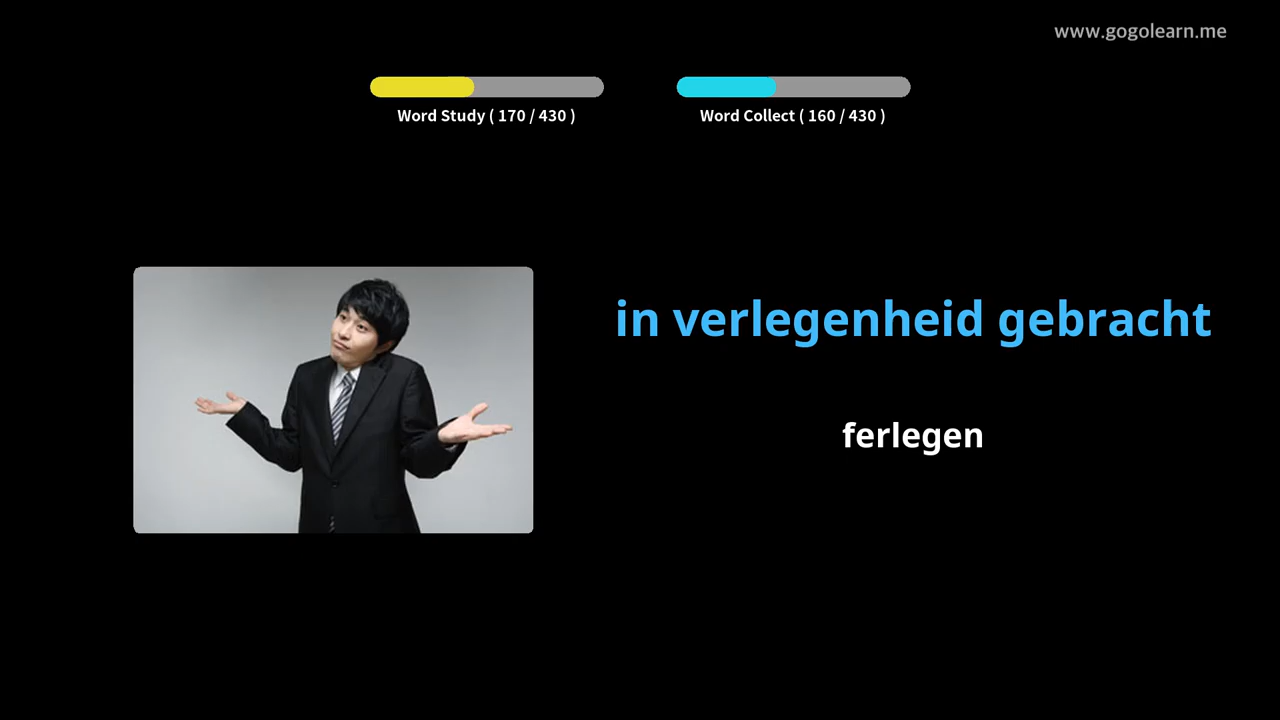 www.gogolearn.me
Word Study ( 170 / 430 )
Word Collect ( 160 / 430 )
in verlegenheid gebracht
ferlegen